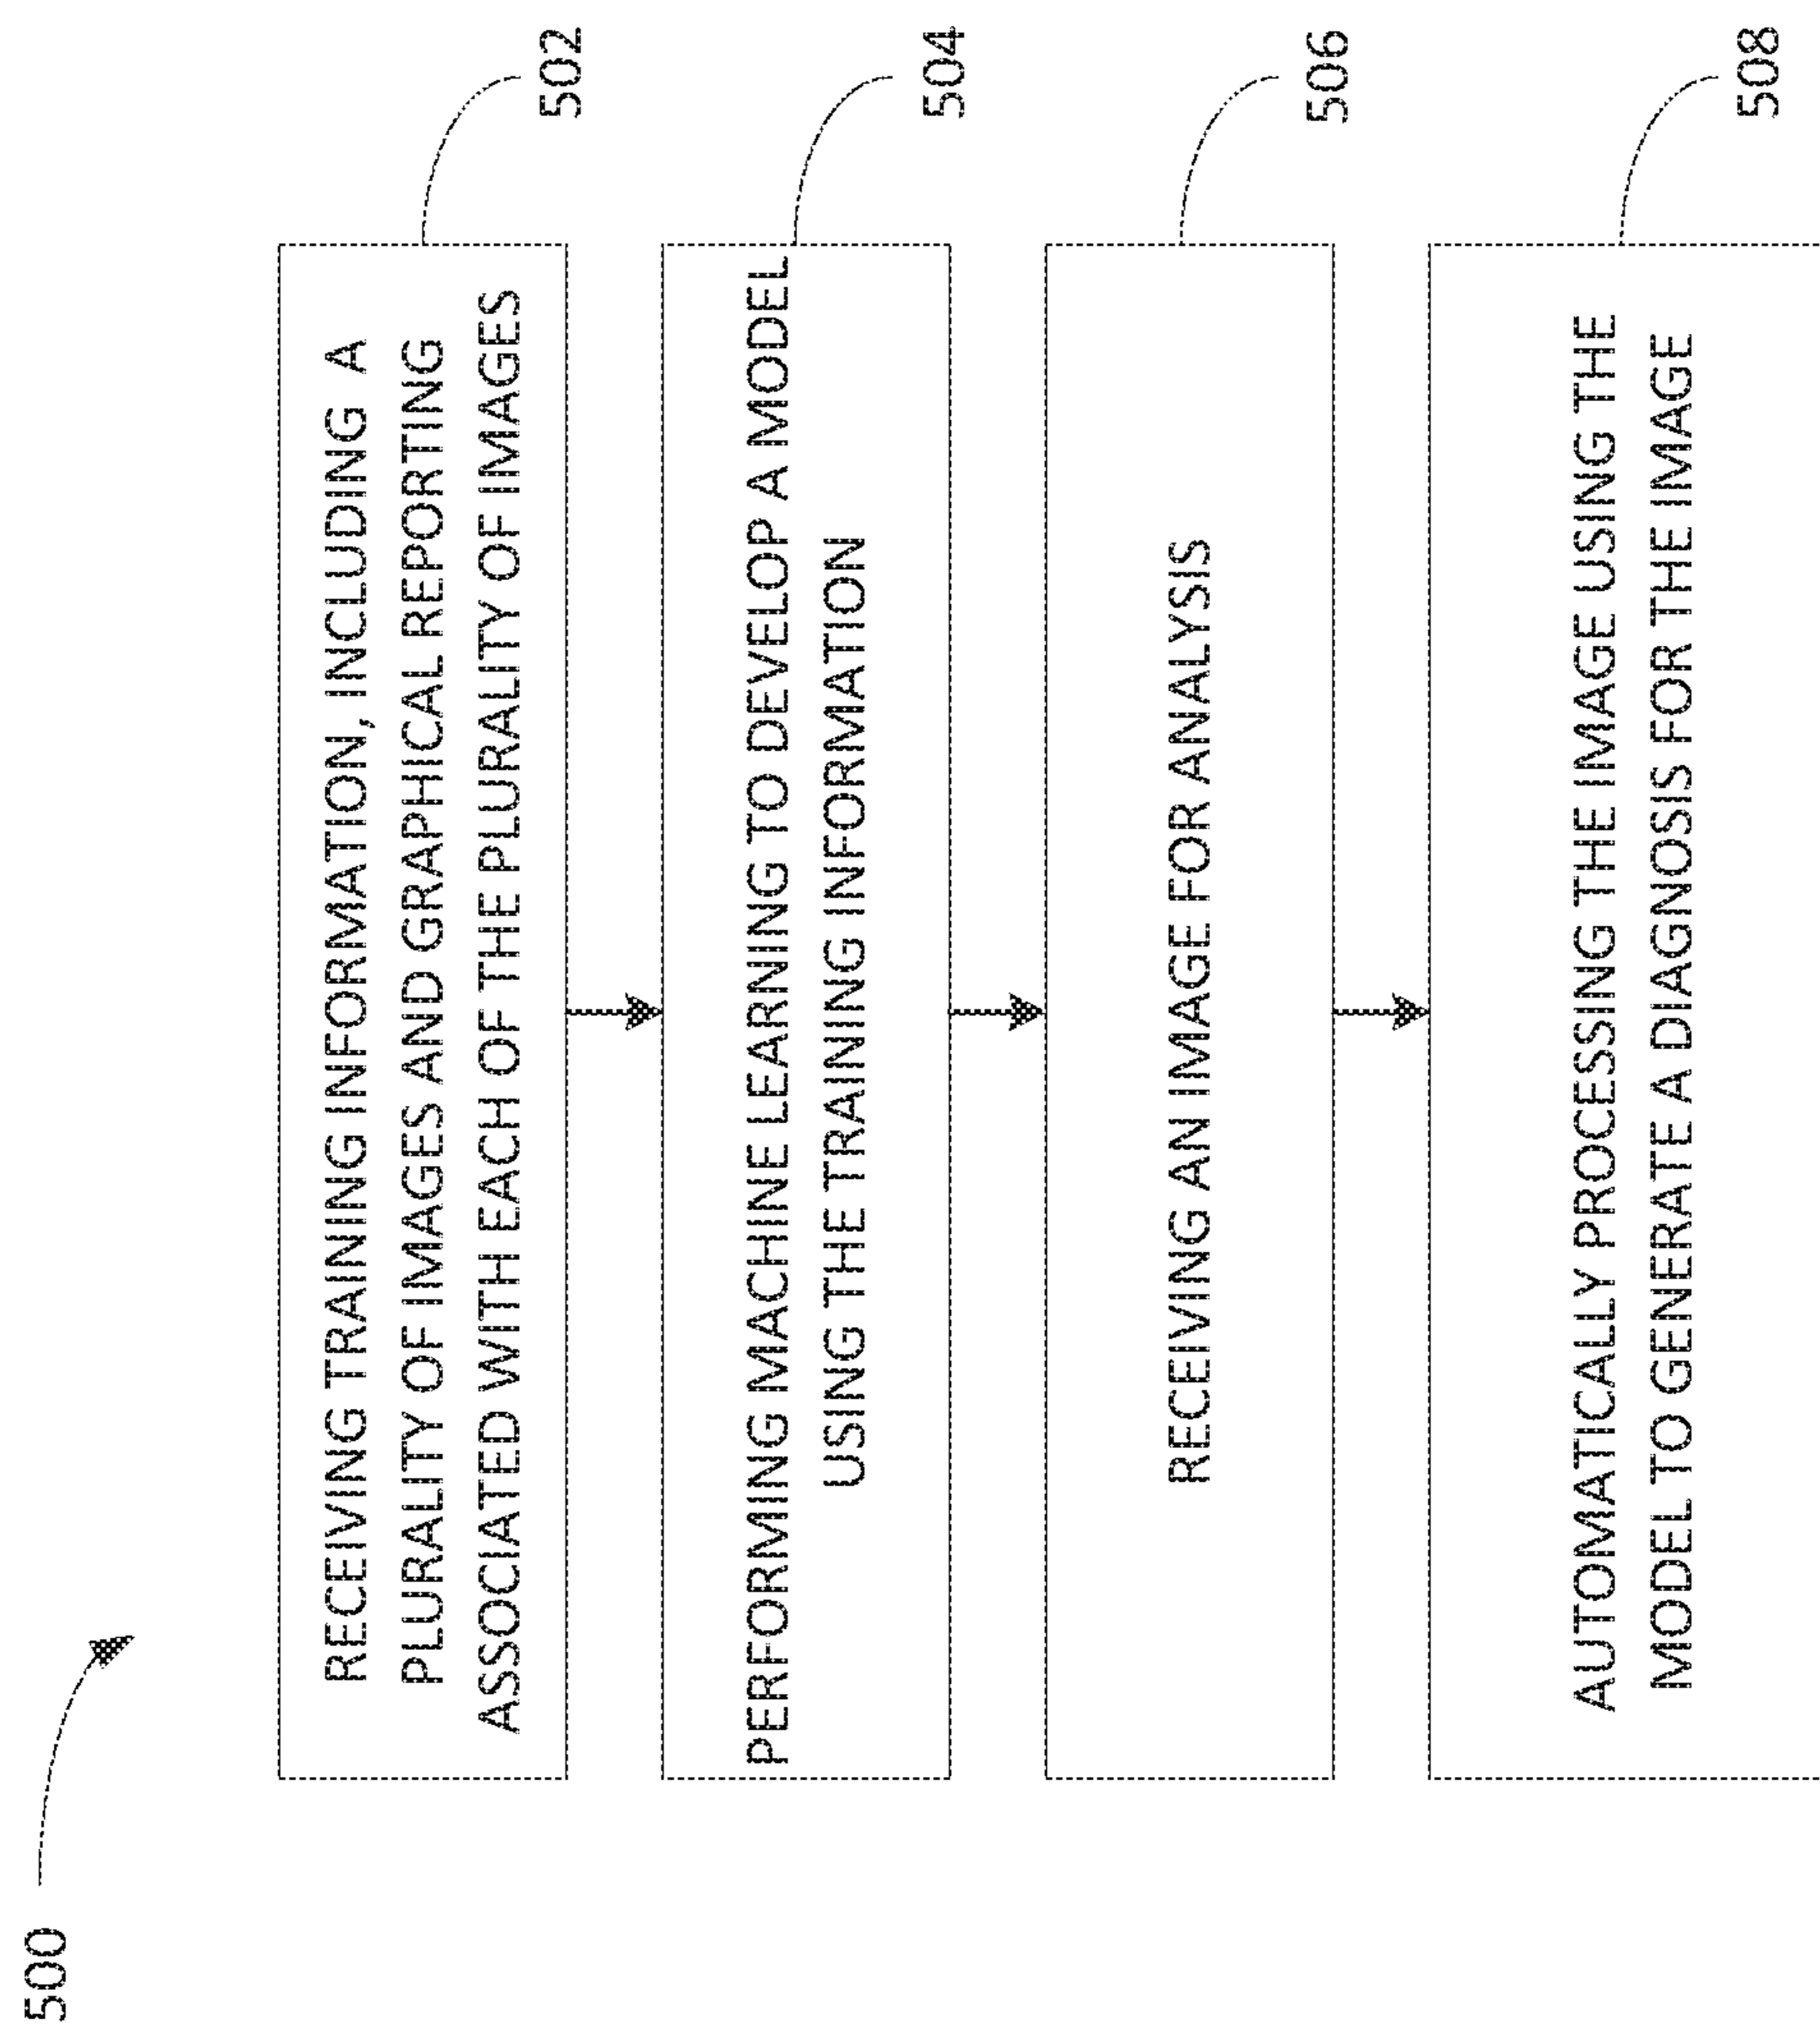 500
RECEIVING TRAINING INFORMATION, INCLUDING A
PLURALITY OF IMAGES AND GRAPHICAL REPORTING
ASSOCIATED WITH EACH OF THE PLURALITY OF IMAGES
502
PERFORMING MACHINE LEARNING TO DEVELOP A MODEL
USING THE TRAINING INFORMATION
504
RECEIVING AN IMAGE FOR ANALYSIS
506
AUTOMATICALLY PROCESSING THE IMAGE USING THE
MODEL TO GENERATE A DIAGNOSIS FOR THE IMAGE
508